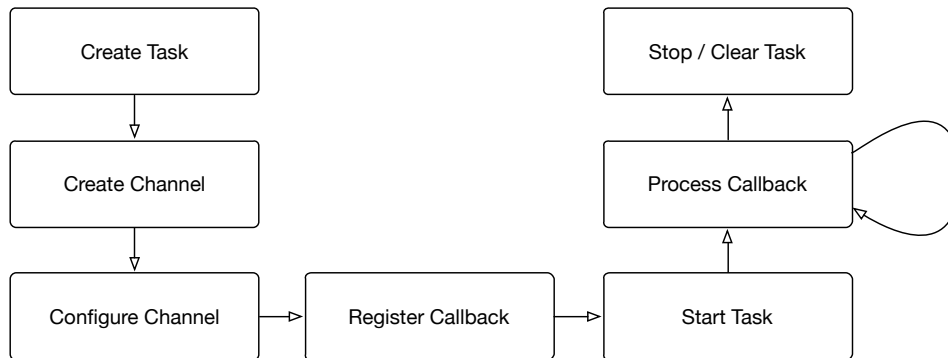 Create Task
Create Channel
Configure Channel
Register Callback
Start Task
Process Callback
Stop / Clear Task